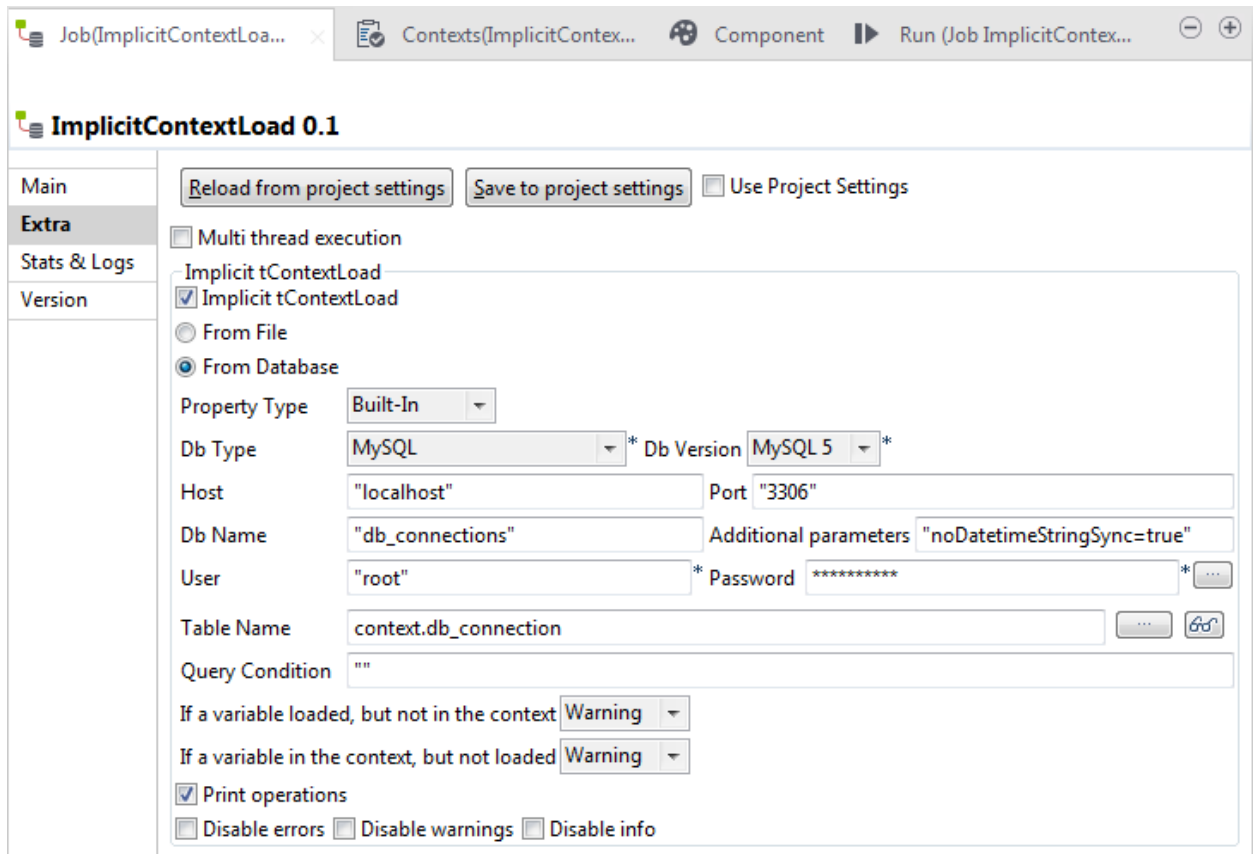 Job(ImplicitContextLoa... Contexts(ImplicitContex... Component Run (Job ImplicitContex...
ImplicitContextLoad 0.1
Main
Extra
Stats & Logs
Version
Reload from project settings Save to project settings Use Project Settings
Multi thread execution
Implicit tContextLoad
Implicit tContextLoad
From File
From Database
Property Type Built-In
Db Type MySQL * Db Version MySQL 5 *
Host "localhost" Port "3306"
Db Name "db_connections" Additional parameters "noDatetimeStringSync=true"
User "root" * Password ********** * ...
Table Name context.db_connection ...
Query Condition ""
If a variable loaded, but not in the context Warning
If a variable in the context, but not loaded Warning
Print operations
Disable errors Disable warnings Disable info